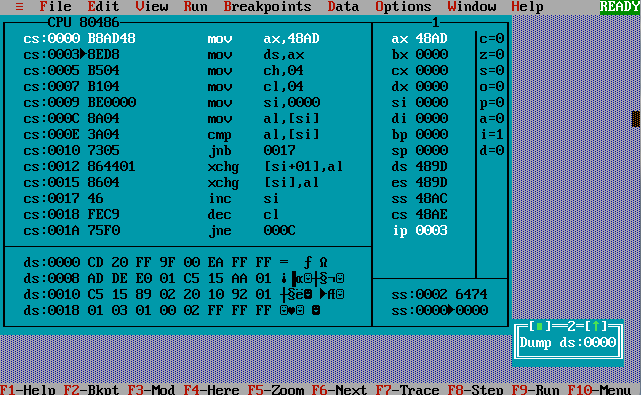 ≡ File Edit View Run Breakpoints Data Options Window Help READY
CPU 80486 1
cs:0000 B8AD48 mov ax,48AD ax 48AD c=0
cs:0003►8ED8 mov ds,ax bx 0000 z=0
cs:0005 B504 mov ch,04 cx 0000 s=0
cs:0007 B104 mov cl,04 dx 0000 o=0
cs:0009 BE0000 mov si,0000 si 0000 p=0
cs:000C 8A04 mov al,[si] di 0000 a=0
cs:000E 3A04 cmp al,[si] bp 0000 i=1
cs:0010 7305 jnb 0017 sp 0000 d=0
cs:0012 864401 xchg [si+01],al ds 489D
cs:0015 8604 xchg [si],al es 489D
cs:0017 46 inc si ss 48AC
cs:0018 FEC9 dec cl cs 48AE
cs:001A 75F0 jne 000C ip 0003
ds:0000 CD 20 FF 9F 00 EA FF FF = ƒ Ω
ds:0008 AD DE E0 01 C5 15 AA 01 ¡▐α☺┼§¬☺
ds:0010 C5 15 89 02 20 10 92 01 ┼§ë☻ ►Æ☺ ss:0002 6474
ds:0018 01 03 01 00 02 FF FF FF ☺♥☺ ☻ ss:0000►0000
[■]=2=[↑]
Dump ds:0000
F1-Help F2-Bkpt F3-Mod F4-Here F5-Zoom F6-Next F7-Trace F8-Step F9-Run F10-Menu